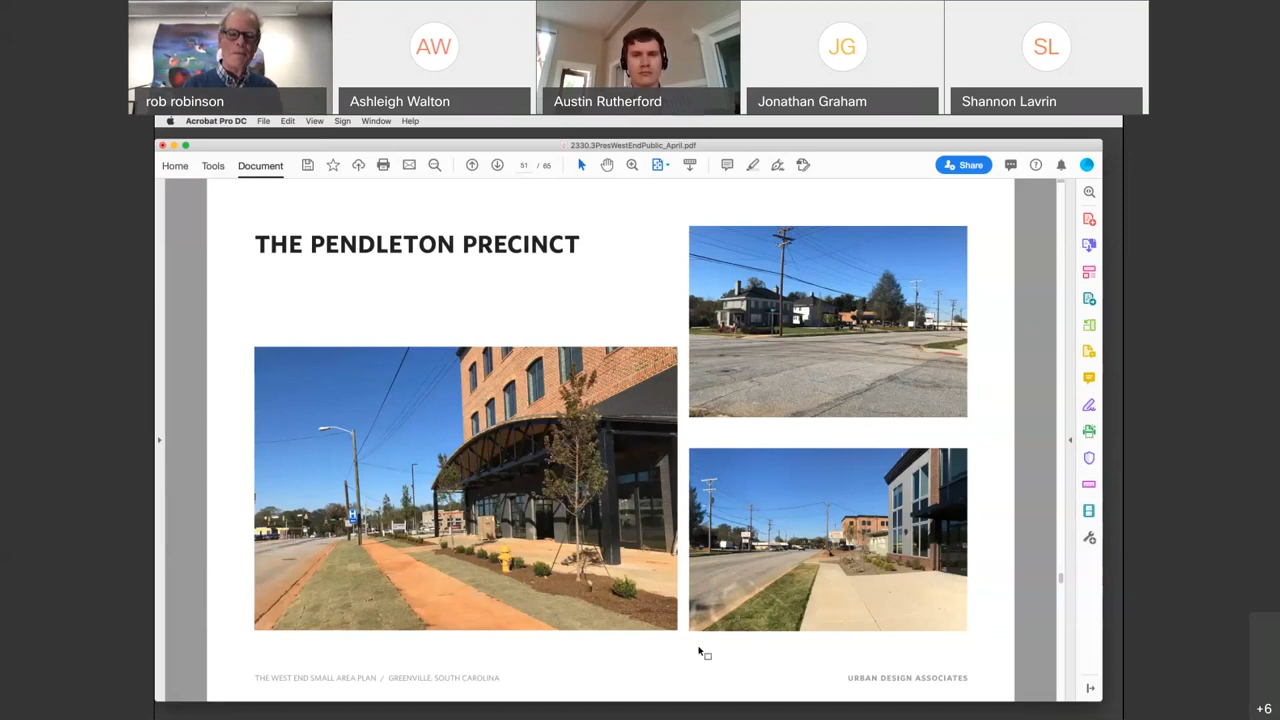 AW
JG
SL
rob robinson
Ashleigh Walton
Austin Rutherford
Jonathan Graham
Shannon Lavrin
Acrobat Pro DC File Edit View Sign Window Help
2330.3PresWestEndPublic_April.pdf
Home Tools Document 51 / 65 Share
THE PENDLETON PRECINCT
H
THE WEST END SMALL AREA PLAN / GREENVILLE, SOUTH CAROLINA
URBAN DESIGN ASSOCIATES
+6